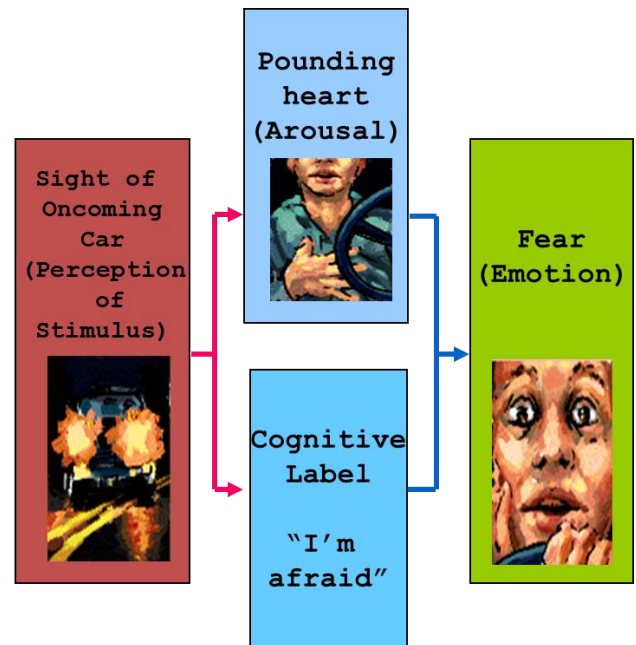 Sight of
Oncoming
Car
(Perception
of
Stimulus)
Pounding
heart
(Arousal)
Cognitive
Label
“I’m
afraid”
Fear
(Emotion)